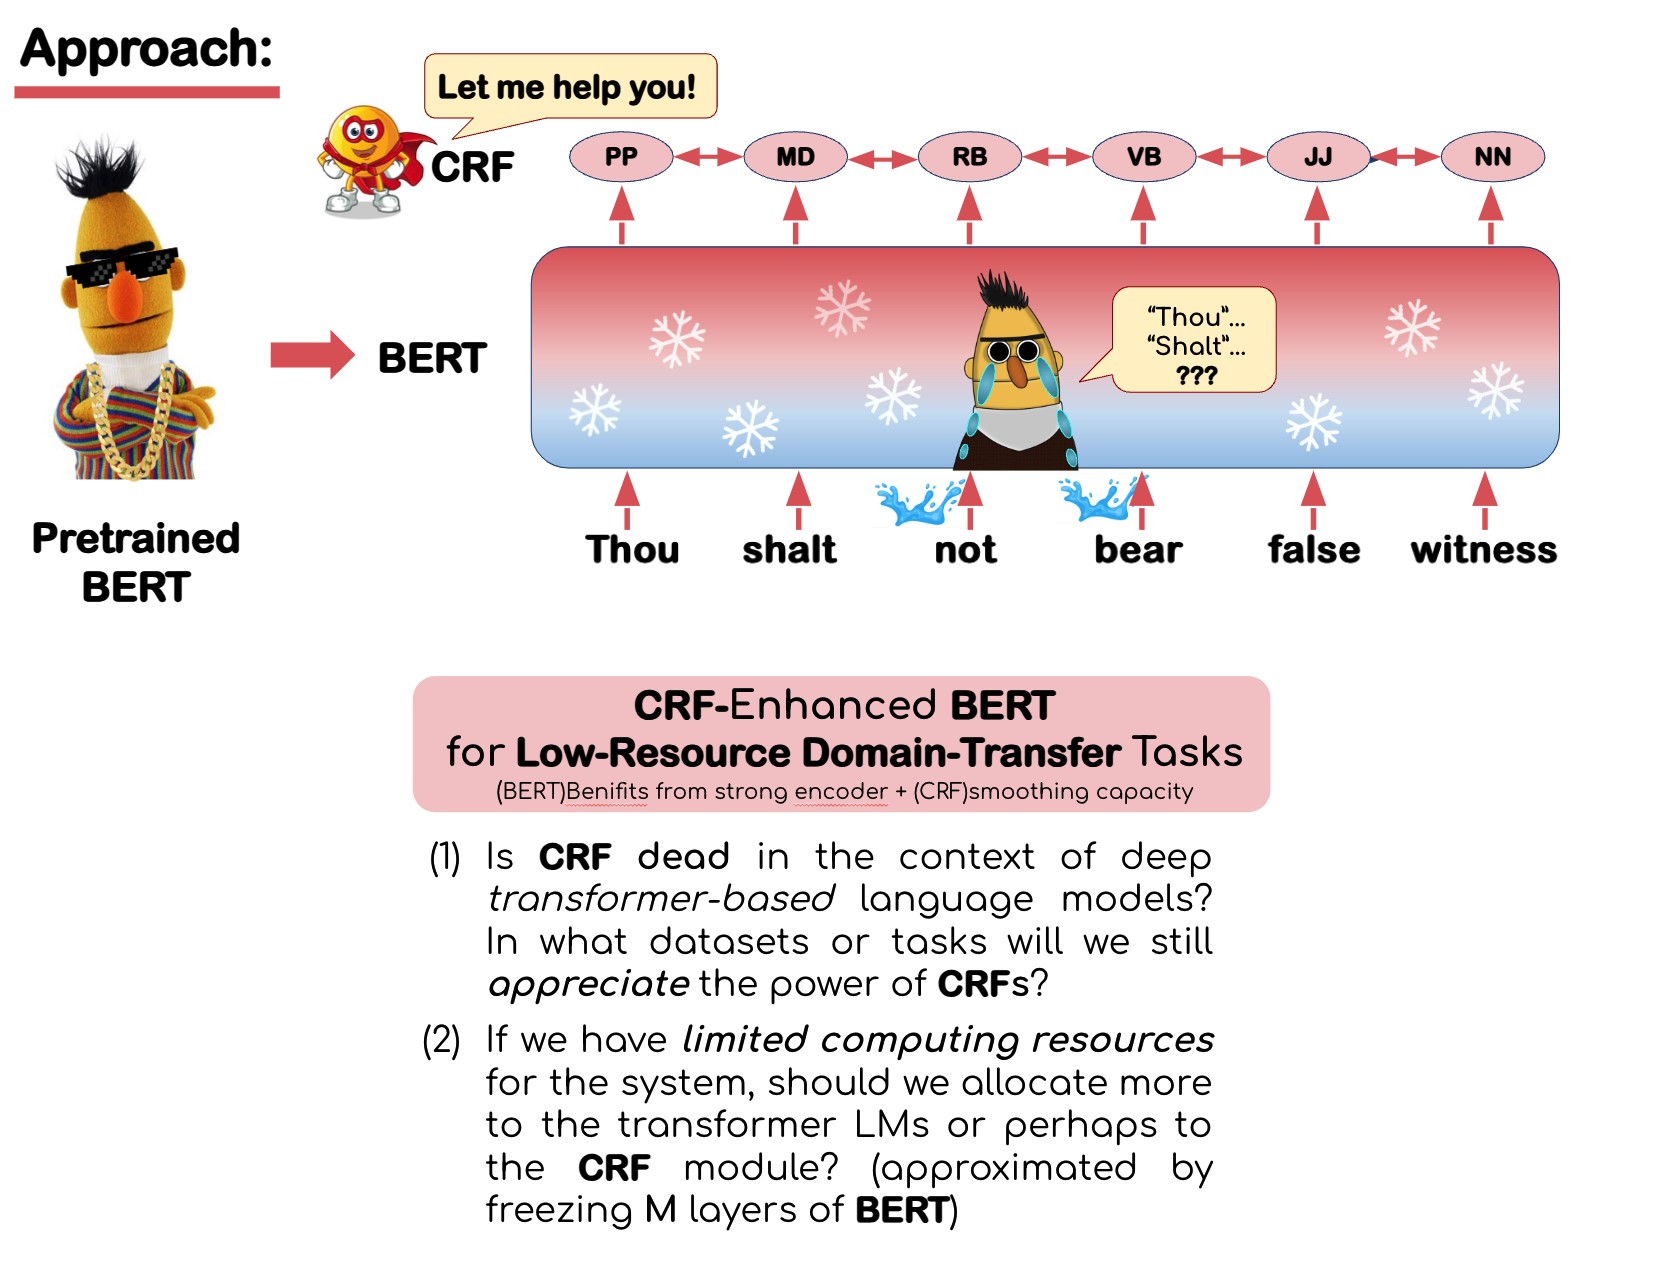 Approach:
Let me help you!
CRF
PP MD RB VB JJ NN
BERT
“Thou”...
“Shalt”...
???
Pretrained
BERT
Thou shalt not bear false witness
CRF-Enhanced BERT
for Low-Resource Domain-Transfer Tasks
(BERT)Benifits from strong encoder + (CRF)smoothing capacity
(1) Is CRF dead in the context of deep
transformer-based language models?
In what datasets or tasks will we still
appreciate the power of CRFs?
(2) If we have limited computing resources
for the system, should we allocate more
to the transformer LMs or perhaps to
the CRF module? (approximated by
freezing M layers of BERT)